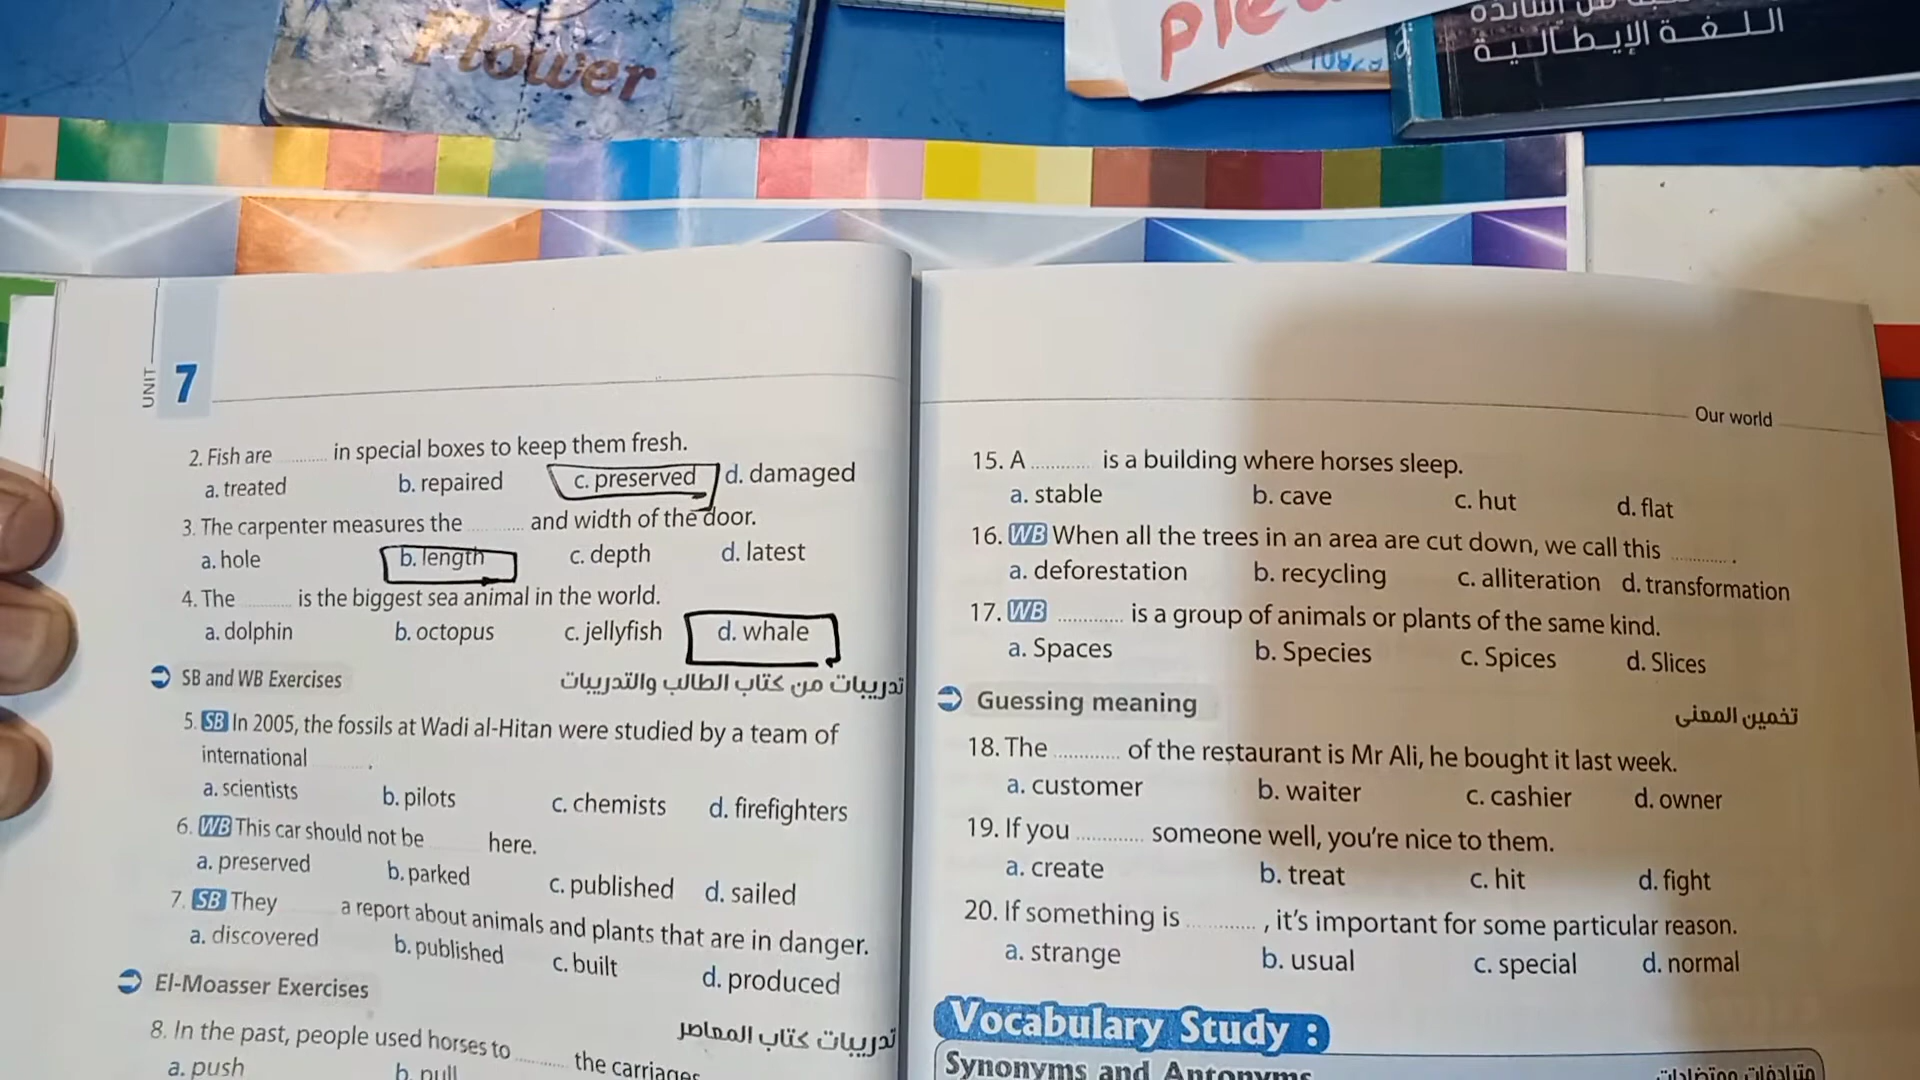 Flower
اللغة الإيطالية
UNIT 7
2. Fish are ......... in special boxes to keep them fresh.
a. treated b. repaired c. preserved d. damaged
3. The carpenter measures the ......... and width of the door.
a. hole b. length c. depth d. latest
4. The ......... is the biggest sea animal in the world.
a. dolphin b. octopus c. jellyfish d. whale
SB and WB Exercises تدريبات من كتاب الطالب والتدريبات
5. SB In 2005, the fossils at Wadi al-Hitan were studied by a team of
international ......... .
a. scientists b. pilots c. chemists d. firefighters
6. WB This car should not be ......... here.
a. preserved b. parked c. published d. sailed
7. SB They ......... a report about animals and plants that are in danger.
a. discovered b. published c. built d. produced
El-Moasser Exercises تدريبات كتاب المعاصر
8. In the past, people used horses to ......... the carriages
a. push b. pull
Our world
15. A ......... is a building where horses sleep.
a. stable b. cave c. hut d. flat
16. WB When all the trees in an area are cut down, we call this ......... .
a. deforestation b. recycling c. alliteration d. transformation
17. WB ......... is a group of animals or plants of the same kind.
a. Spaces b. Species c. Spices d. Slices
Guessing meaning تخمين المعنى
18. The ......... of the restaurant is Mr Ali, he bought it last week.
a. customer b. waiter c. cashier d. owner
19. If you ......... someone well, you're nice to them.
a. create b. treat c. hit d. fight
20. If something is ......... , it's important for some particular reason.
a. strange b. usual c. special d. normal
Vocabulary Study :
Synonyms and Antonyms مترادفات ومتضادات